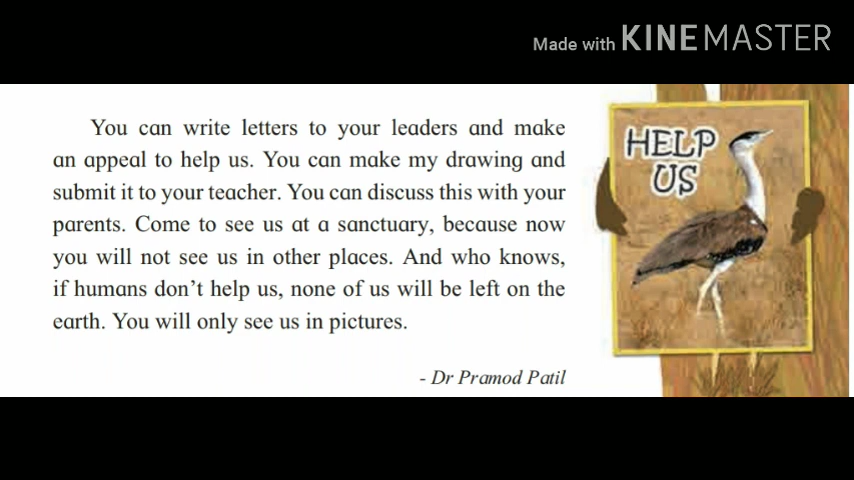 Made with KINEMASTER
You can write letters to your leaders and make
an appeal to help us. You can make my drawing and
submit it to your teacher. You can discuss this with your
parents. Come to see us at a sanctuary, because now
you will not see us in other places. And who knows,
if humans don't help us, none of us will be left on the
earth. You will only see us in pictures.
- Dr Pramod Patil
HELP
US